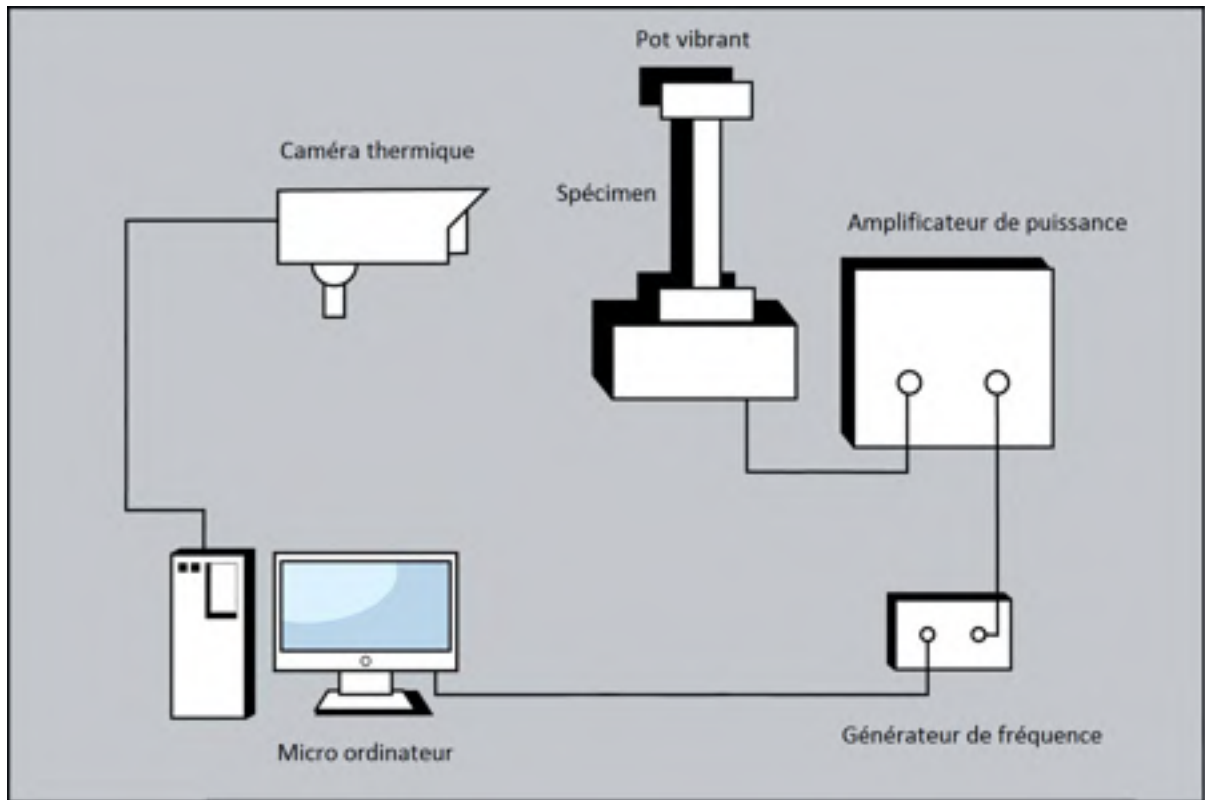 Pot vibrant
Caméra thermique
Spécimen
Amplificateur de puissance
Générateur de fréquence
Micro ordinateur